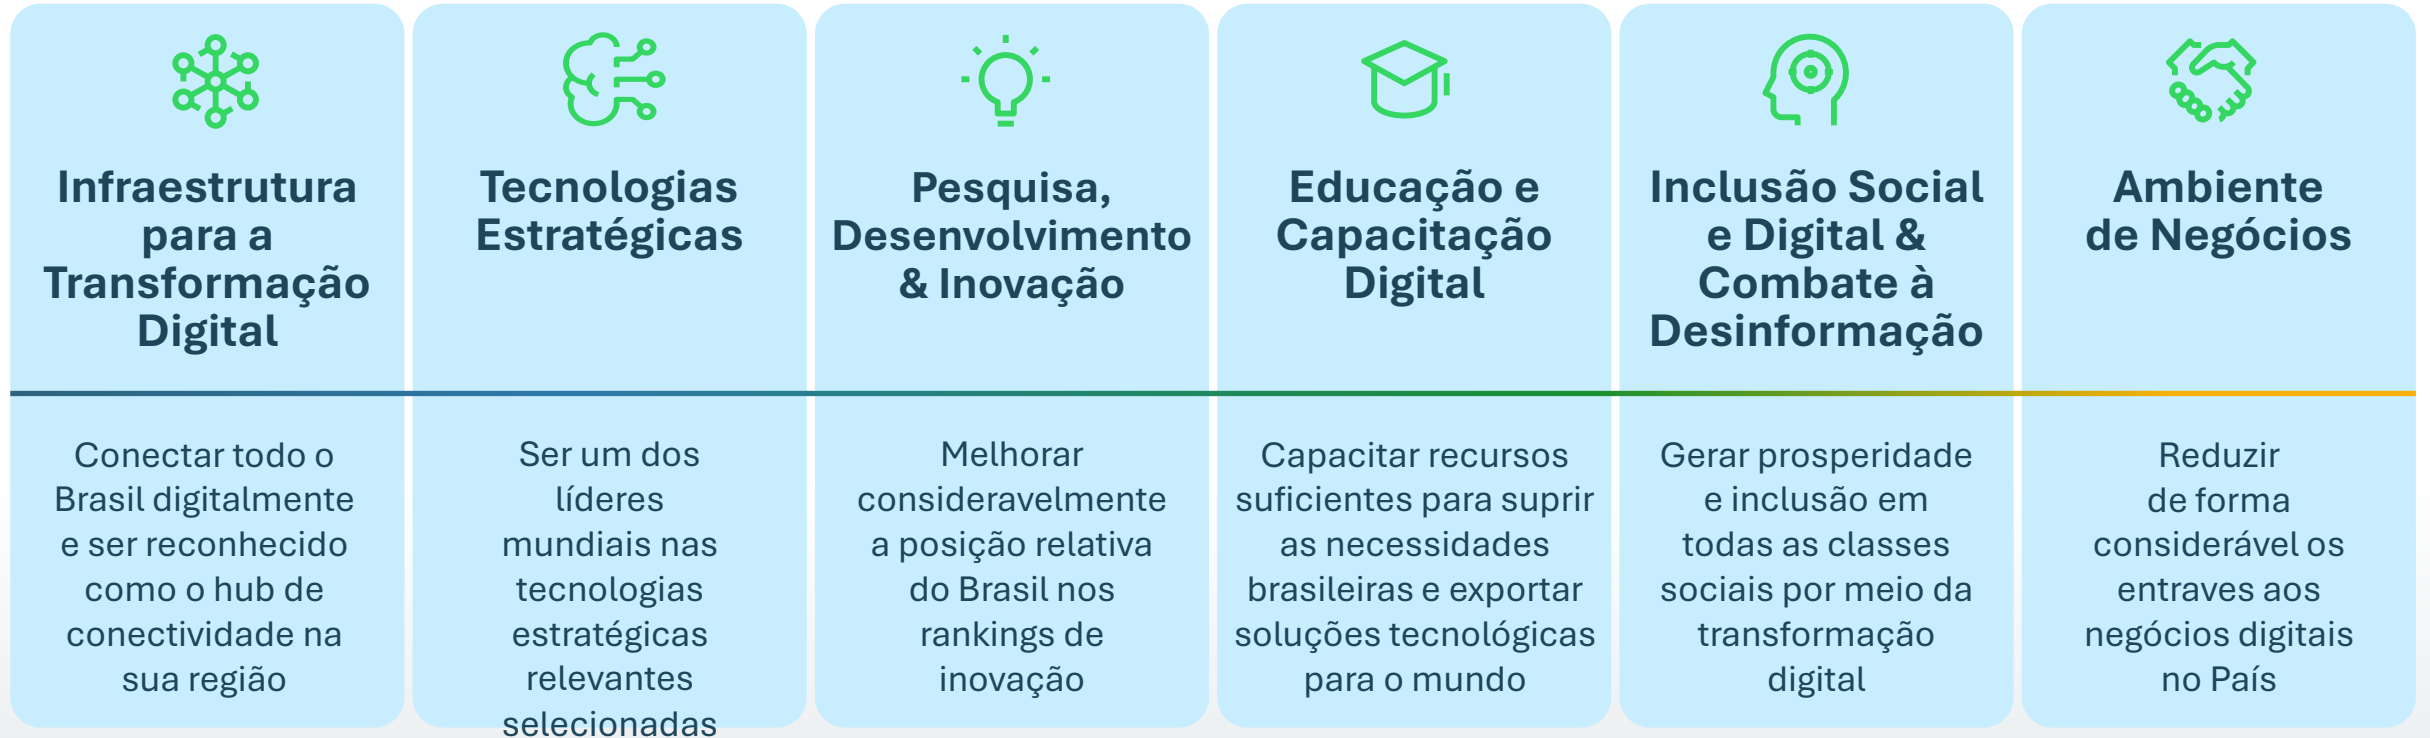 Infraestrutura
para a
Transformação
Digital
Conectar todo o
Brasil digitalmente
e ser reconhecido
como o hub de
conectividade na
sua região
Tecnologias
Estratégicas
Ser um dos
líderes
mundiais nas
tecnologias
estratégicas
relevantes
selecionadas
Pesquisa,
Desenvolvimento
& Inovação
Melhorar
consideravelmente
a posição relativa
do Brasil nos
rankings de
inovação
Educação e
Capacitação
Digital
Capacitar recursos
suficientes para suprir
as necessidades
brasileiras e exportar
soluções tecnológicas
para o mundo
Inclusão Social
e Digital &
Combate à
Desinformação
Gerar prosperidade
e inclusão em
todas as classes
sociais por meio da
transformação
digital
Ambiente
de Negócios
Reduzir
de forma
considerável os
entraves aos
negócios digitais
no País